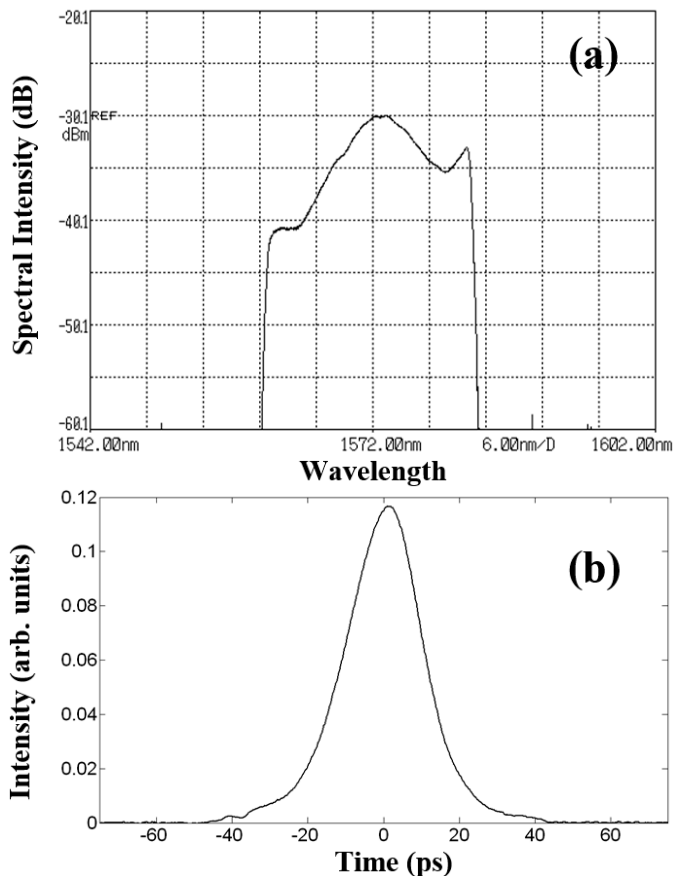 -20.1
(a)
-30.1 REF
dBm
Spectral Intensity (dB)
-40.1
-50.1
-60.1
1542.00nm 1572.00nm 6.00nm/D 1602.00nm
Wavelength
0.12
(b)
0.1
0.08
Intensity (arb. units)
0.06
0.04
0.02
0
-60 -40 -20 0 20 40 60
Time (ps)